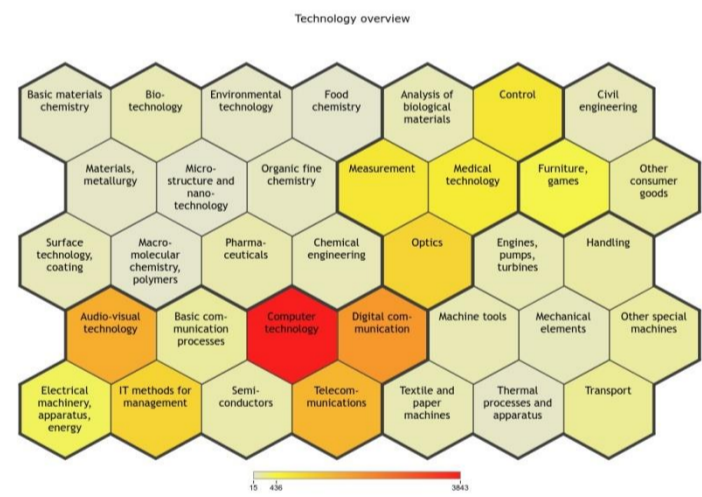 Technology overview
Basic materials
chemistry
Bio-
technology
Environmental
technology
Food
chemistry
Analysis of
biological
materials
Control
Civil
engineering
Materials,
metallurgy
Micro-
structure and
nano-
technology
Organic fine
chemistry
Measurement
Medical
technology
Furniture,
games
Other
consumer
goods
Surface
technology,
coating
Macro-
molecular
chemistry,
polymers
Pharma-
ceuticals
Chemical
engineering
Optics
Engines,
pumps,
turbines
Handling
Audio-visual
technology
Basic com-
munication
processes
Computer
technology
Digital com-
munication
Machine tools
Mechanical
elements
Other special
machines
Electrical
machinery,
apparatus,
energy
IT methods for
management
Semi-
conductors
Telecom-
munications
Textile and
paper
machines
Thermal
processes and
apparatus
Transport
15 436 3843